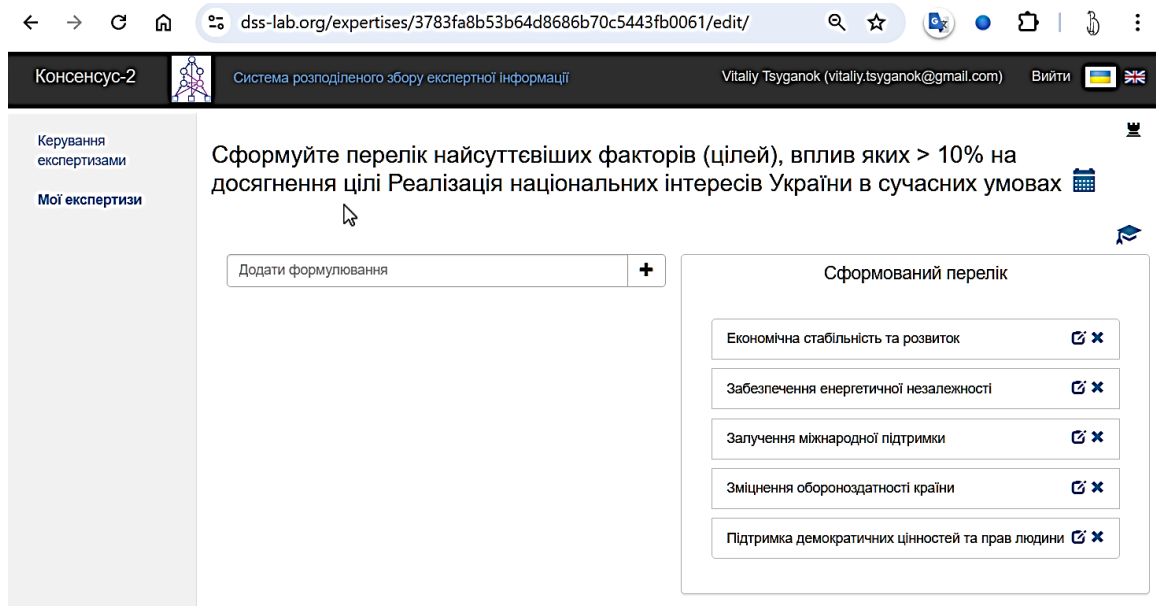 dss-lab.org/expertises/3783fa8b53b64d8686b70c5443fb0061/edit/
Консенсус-2
Система розподіленого збору експертної інформації
Vitaliy Tsyganok (vitaliy.tsyganok@gmail.com)
Вийти
Керування
експертизами
Мої експертизи
Сформуйте перелік найсуттєвіших факторів (цілей), вплив яких > 10% на
досягнення цілі Реалізація національних інтересів України в сучасних умовах
Додати формулювання
Сформований перелік
Економічна стабільність та розвиток
Забезпечення енергетичної незалежності
Залучення міжнародної підтримки
Зміцнення обороноздатності країни
Підтримка демократичних цінностей та прав людини